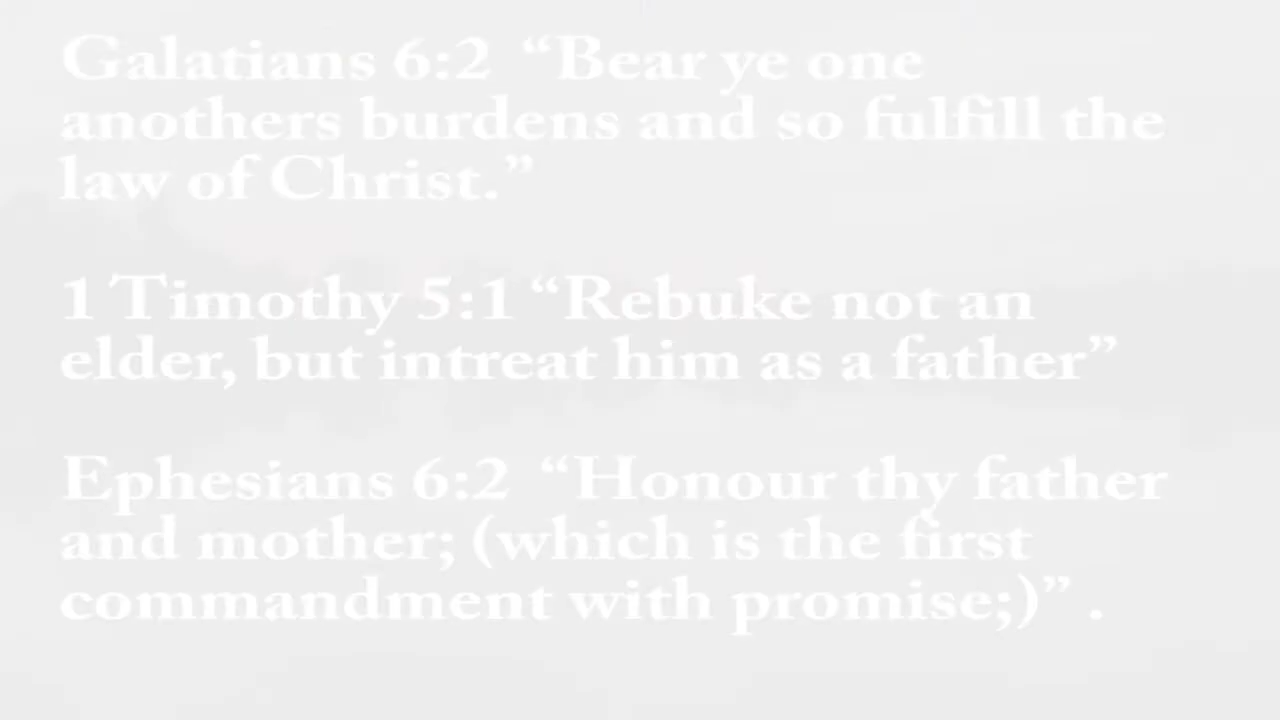 Galatians 6:2 “Bear ye one
anothers burdens and so fulfill the
law of Christ.”
1 Timothy 5:1 “Rebuke not an
elder, but intreat him as a father”
Ephesians 6:2 “Honour thy father
and mother; (which is the first
commandment with promise;)” .